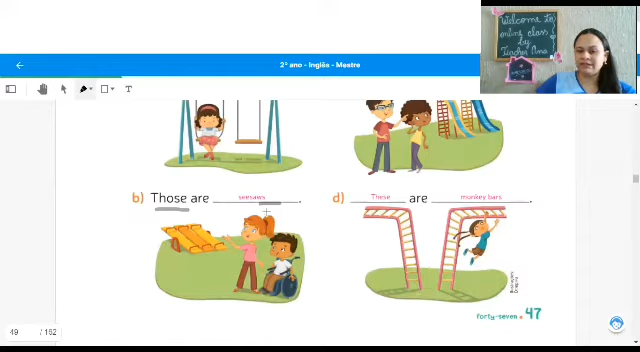 Welcome to
online class
by
Teacher Ana
2º ano - Inglês - Mestre
T
b) Those are seesaws.
d) These are munkey bars.
forty-seven • 47
49 / 162